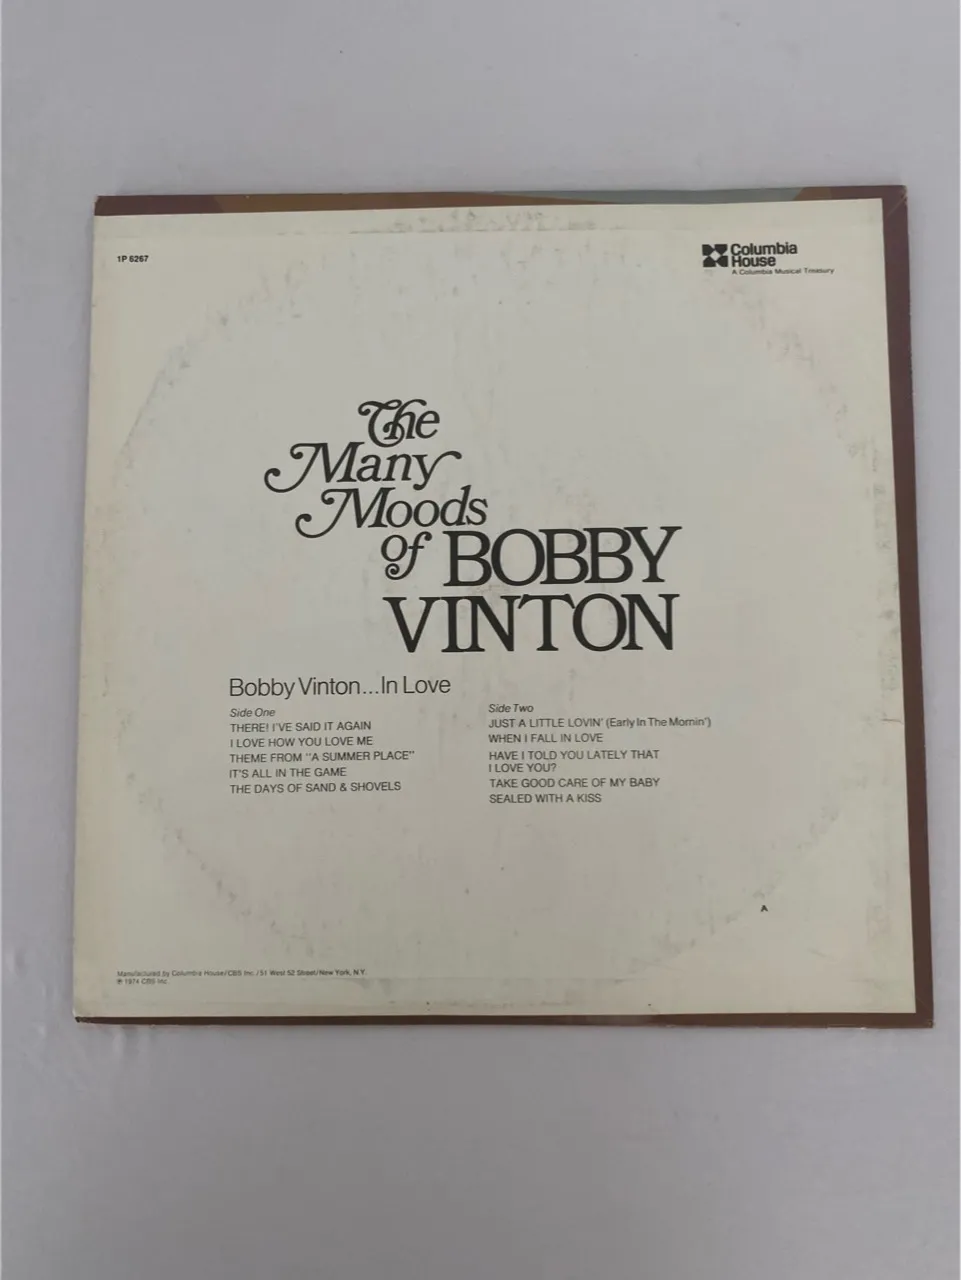 1P 6267
Columbia
House
A Columbia Musical Treasury
The
Many
Moods
of BOBBY
VINTON
Bobby Vinton...In Love
Side One
THERE! I'VE SAID IT AGAIN
I LOVE HOW YOU LOVE ME
THEME FROM "A SUMMER PLACE"
IT'S ALL IN THE GAME
THE DAYS OF SAND & SHOVELS
Side Two
JUST A LITTLE LOVIN' (Early In The Mornin')
WHEN I FALL IN LOVE
HAVE I TOLD YOU LATELY THAT
I LOVE YOU?
TAKE GOOD CARE OF MY BABY
SEALED WITH A KISS
A
Manufactured by Columbia House/CBS Inc./51 West 52 Street/New York, N.Y.
℗ 1974 CBS Inc.